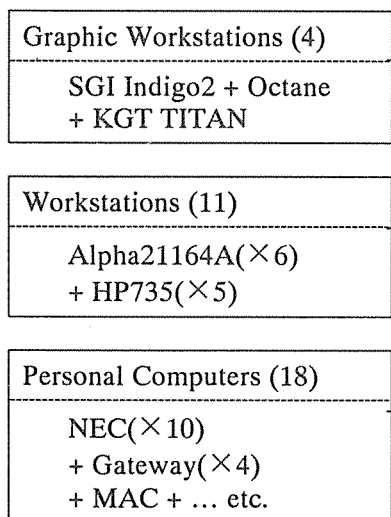 Graphic Workstations (4)
SGI Indigo2 + Octane
+ KGT TITAN
Workstations (11)
Alpha21164A(×6)
+ HP735(×5)
Personal Computers (18)
NEC(×10)
+ Gateway(×4)
+ MAC + ... etc.